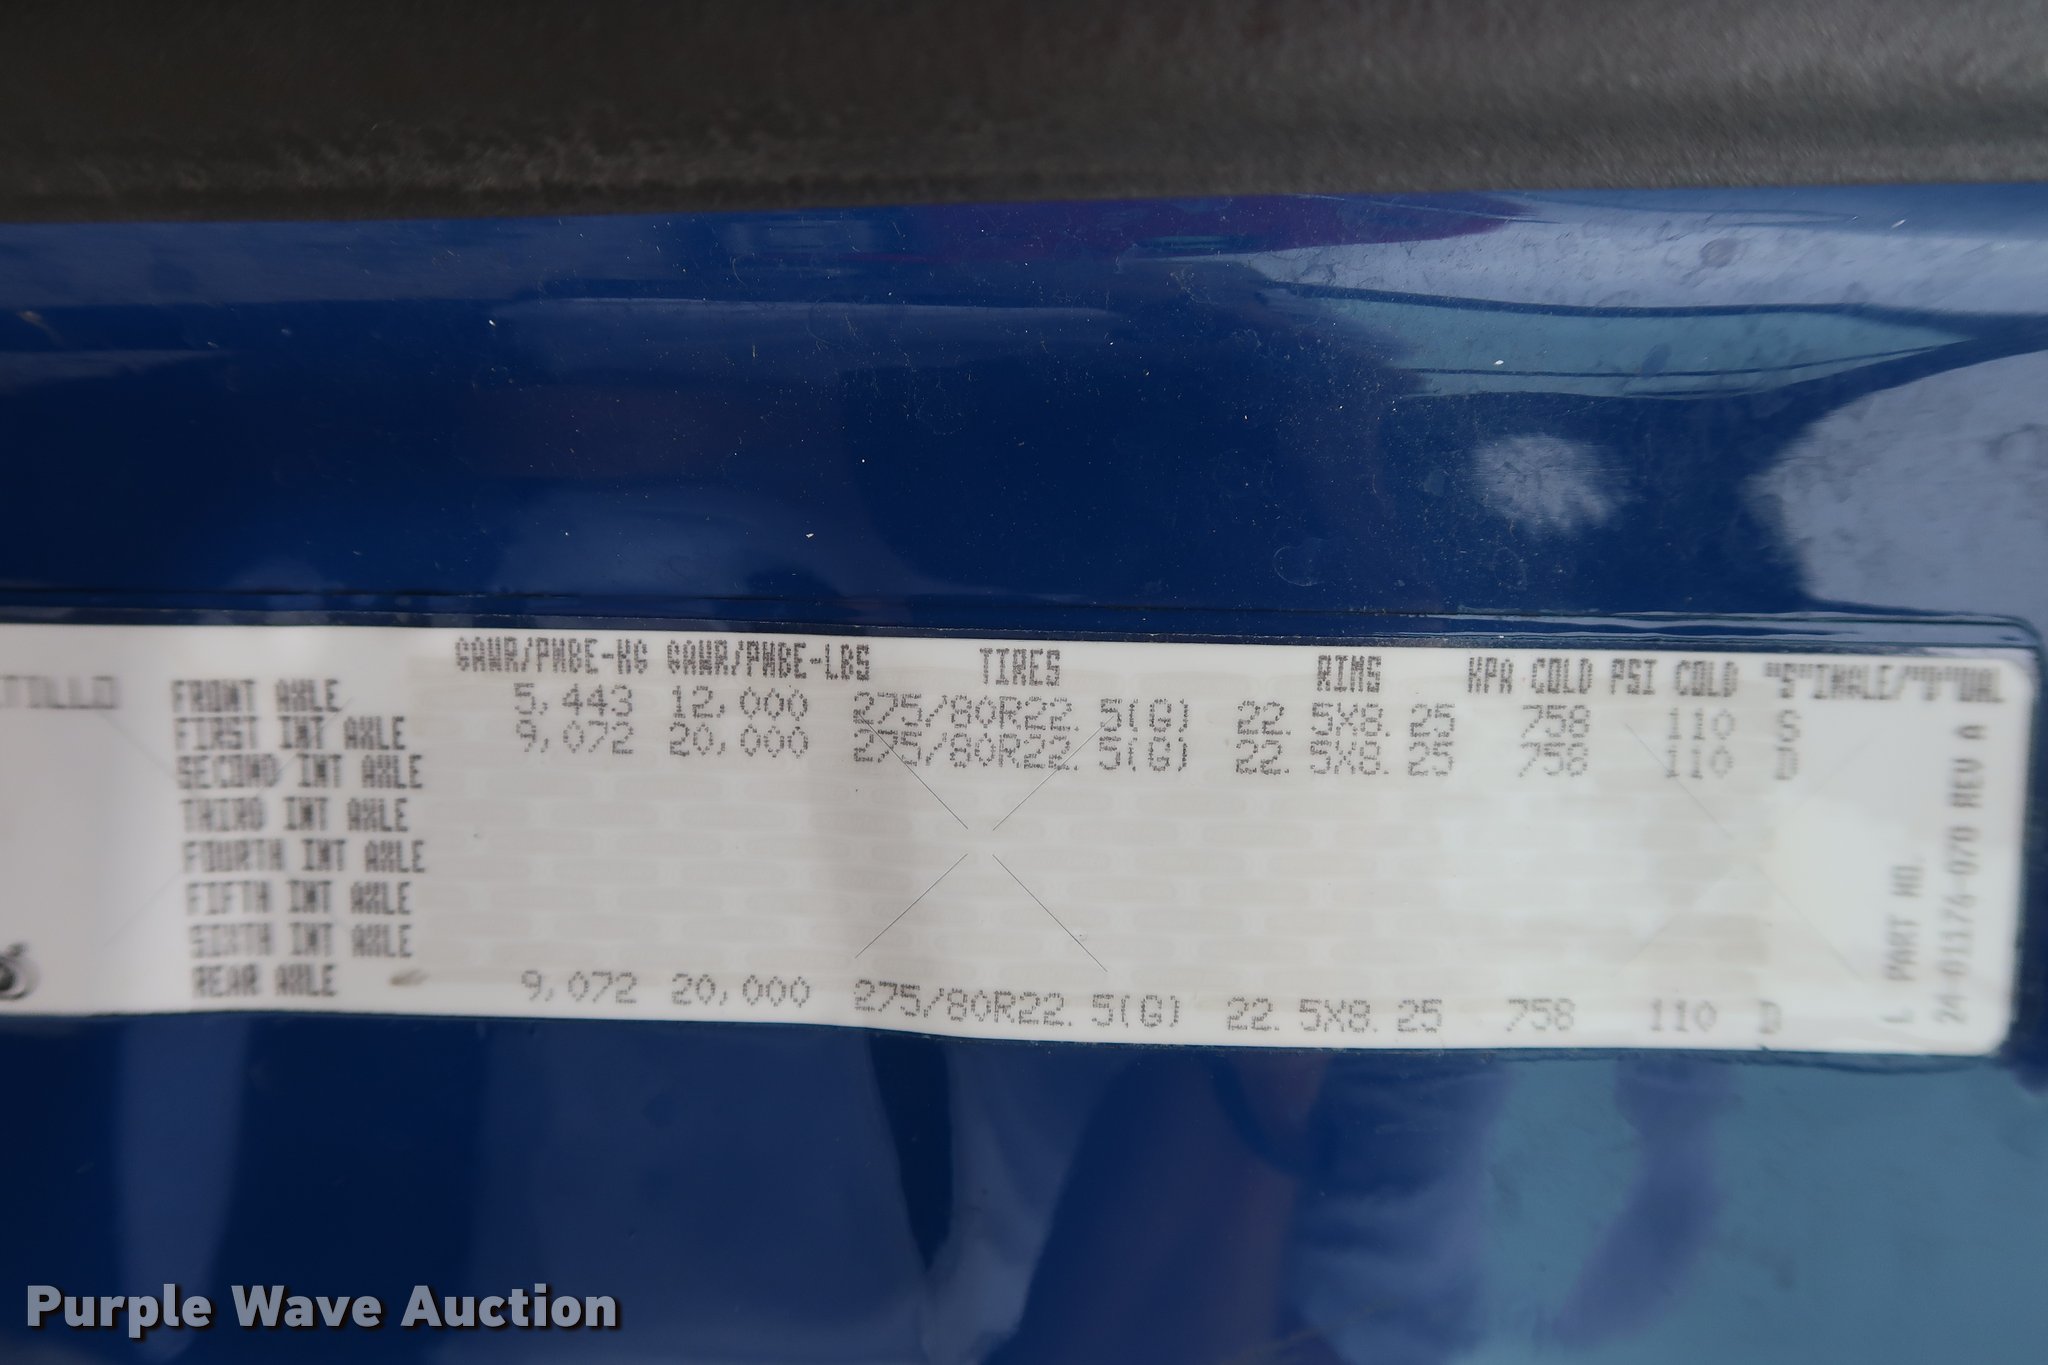 GAWR/PNBE-KG GAWR/PNBE-LBS TIRES RIMS KPA COLD PSI COLD "S"INGLE/"D"UAL
FRONT AXLE 5,443 12,000 275/80R22.5(G) 22.5X8.25 758 110 S
FIRST INT AXLE 9,072 20,000 275/80R22.5(G) 22.5X8.25 758 110 D
SECOND INT AXLE
THIRD INT AXLE
FOURTH INT AXLE
FIFTH INT AXLE
SIXTH INT AXLE
REAR AXLE 9,072 20,000 275/80R22.5(G) 22.5X8.25 758 110 D
L PART NO.
24-01174-070 REV A
Purple Wave Auction